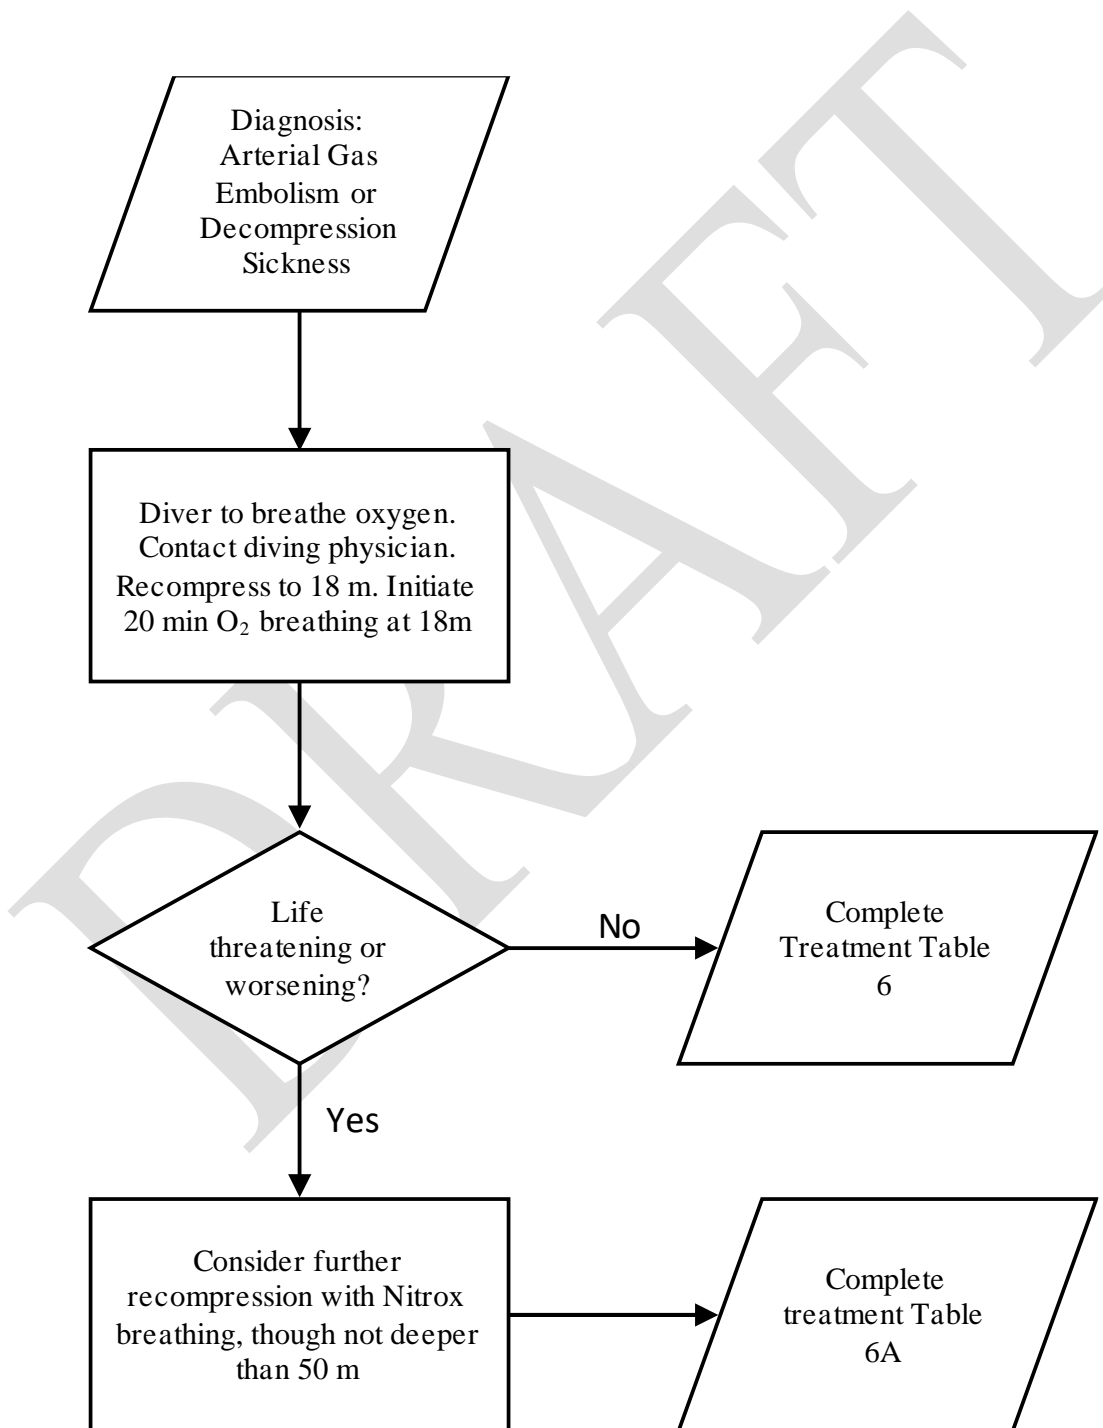 Diagnosis:
Arterial Gas
Embolism or
Decompression
Sickness
Diver to breathe oxygen.
Contact diving physician.
Recompress to 18 m. Initiate
20 min O₂ breathing at 18m
Life
threatening or
worsening?
No
Complete
Treatment Table
6
Yes
Consider further
recompression with Nitrox
breathing, though not deeper
than 50 m
Complete
treatment Table
6A
DRAFT